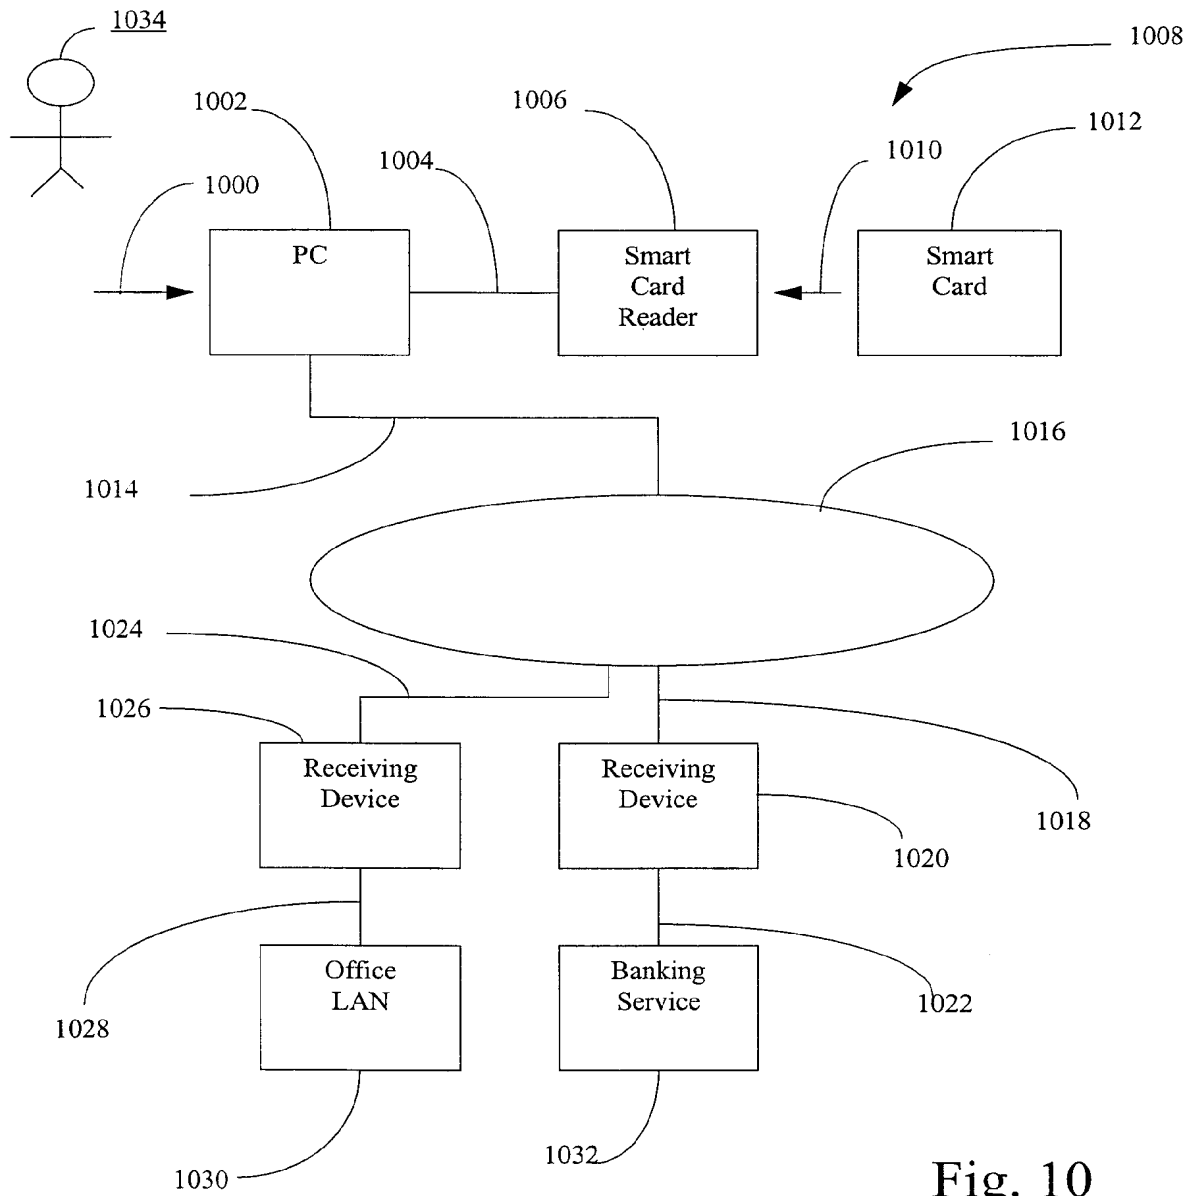 1034
1008
1002
1006
1012
1004
1010
1000
PC
Smart
Card
Reader
Smart
Card
1016
1014
1024
1026
Receiving
Device
Receiving
Device
1018
1020
Office
LAN
Banking
Service
1028
1022
1032
1030
Fig. 10